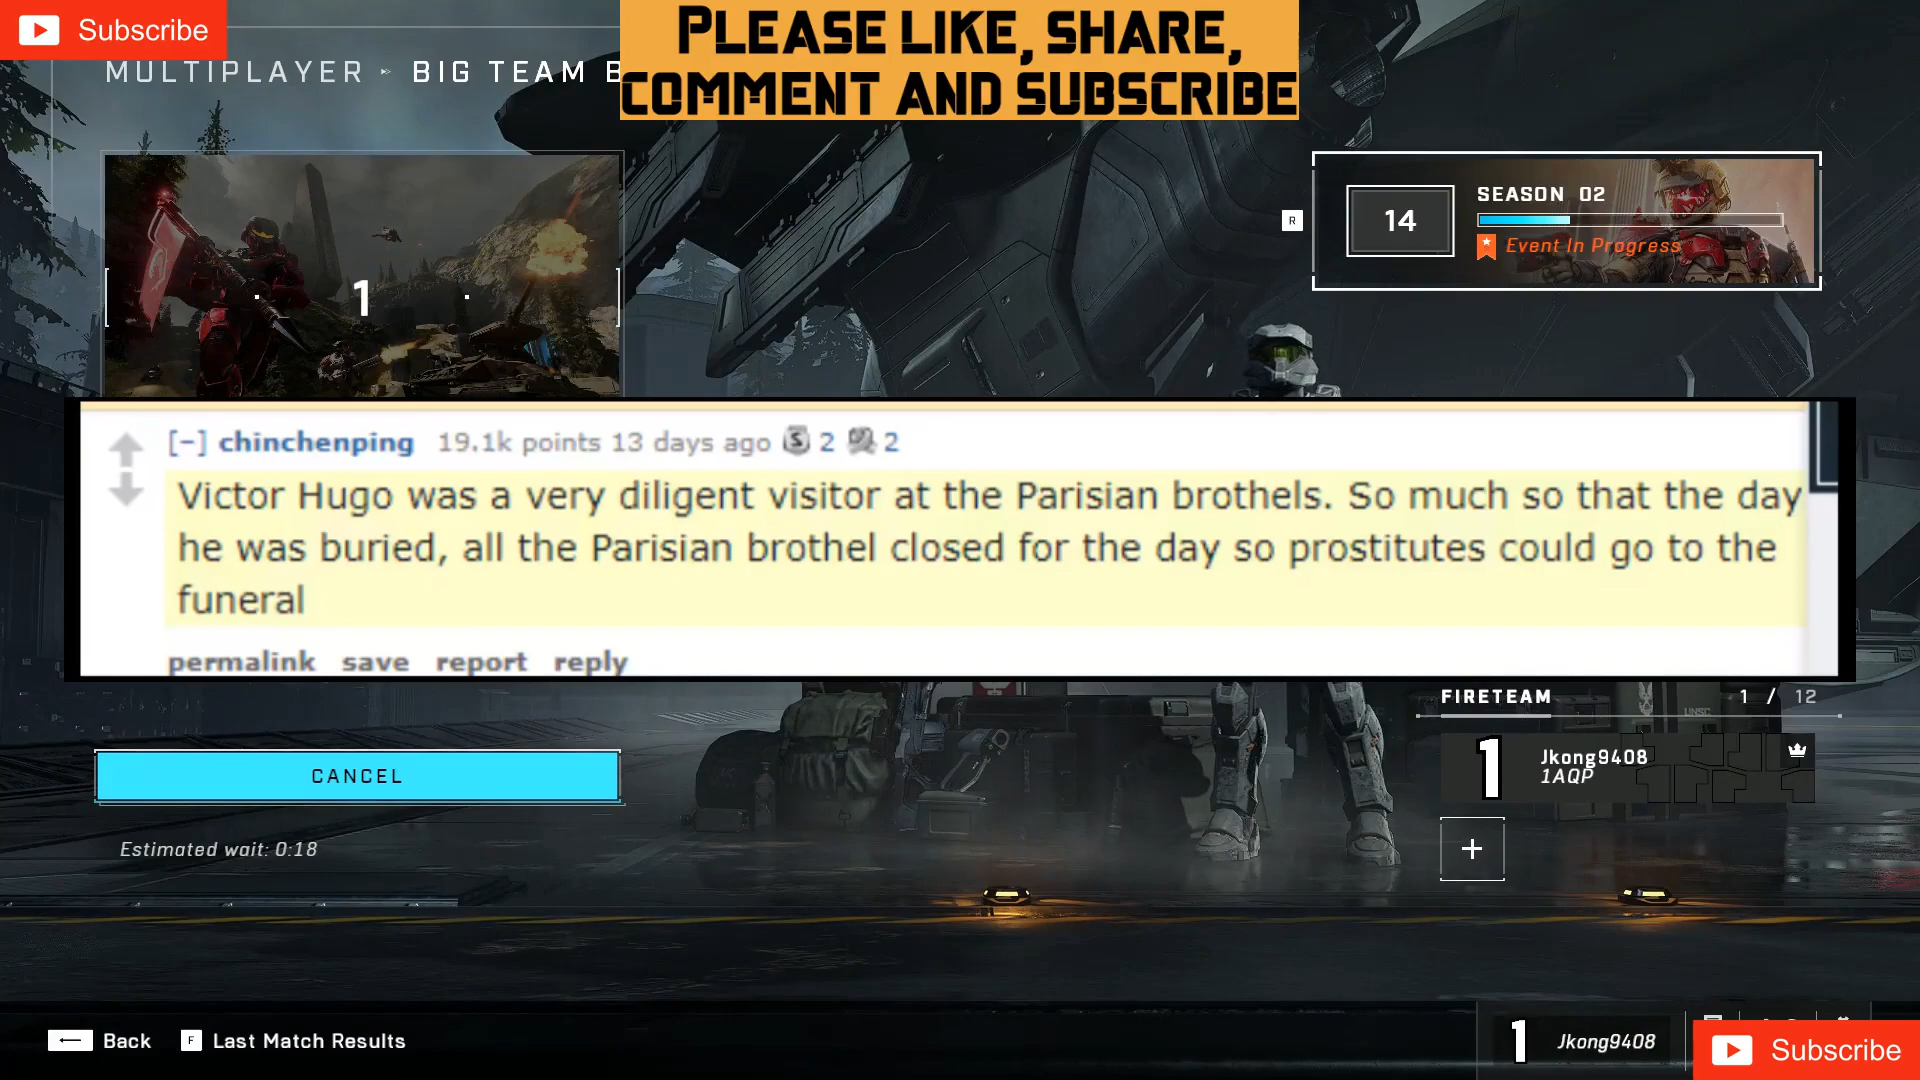 Subscribe
PLEASE LIKE, SHARE,
COMMENT AND SUBSCRIBE
MULTIPLAYER BIG TEAM B
1
R
14
SEASON 02
Event In Progress
[-] chinchenping 19.1k points 13 days ago S 2 2
Victor Hugo was a very diligent visitor at the Parisian brothels. So much so that the day
he was buried, all the Parisian brothel closed for the day so prostitutes could go to the
funeral
permalink save report reply
FIRETEAM 1 / 12
UNSC
1 Jkong9408
1AQP
+
CANCEL
Estimated wait: 0:18
Back F Last Match Results
1 Jkong9408
Subscribe